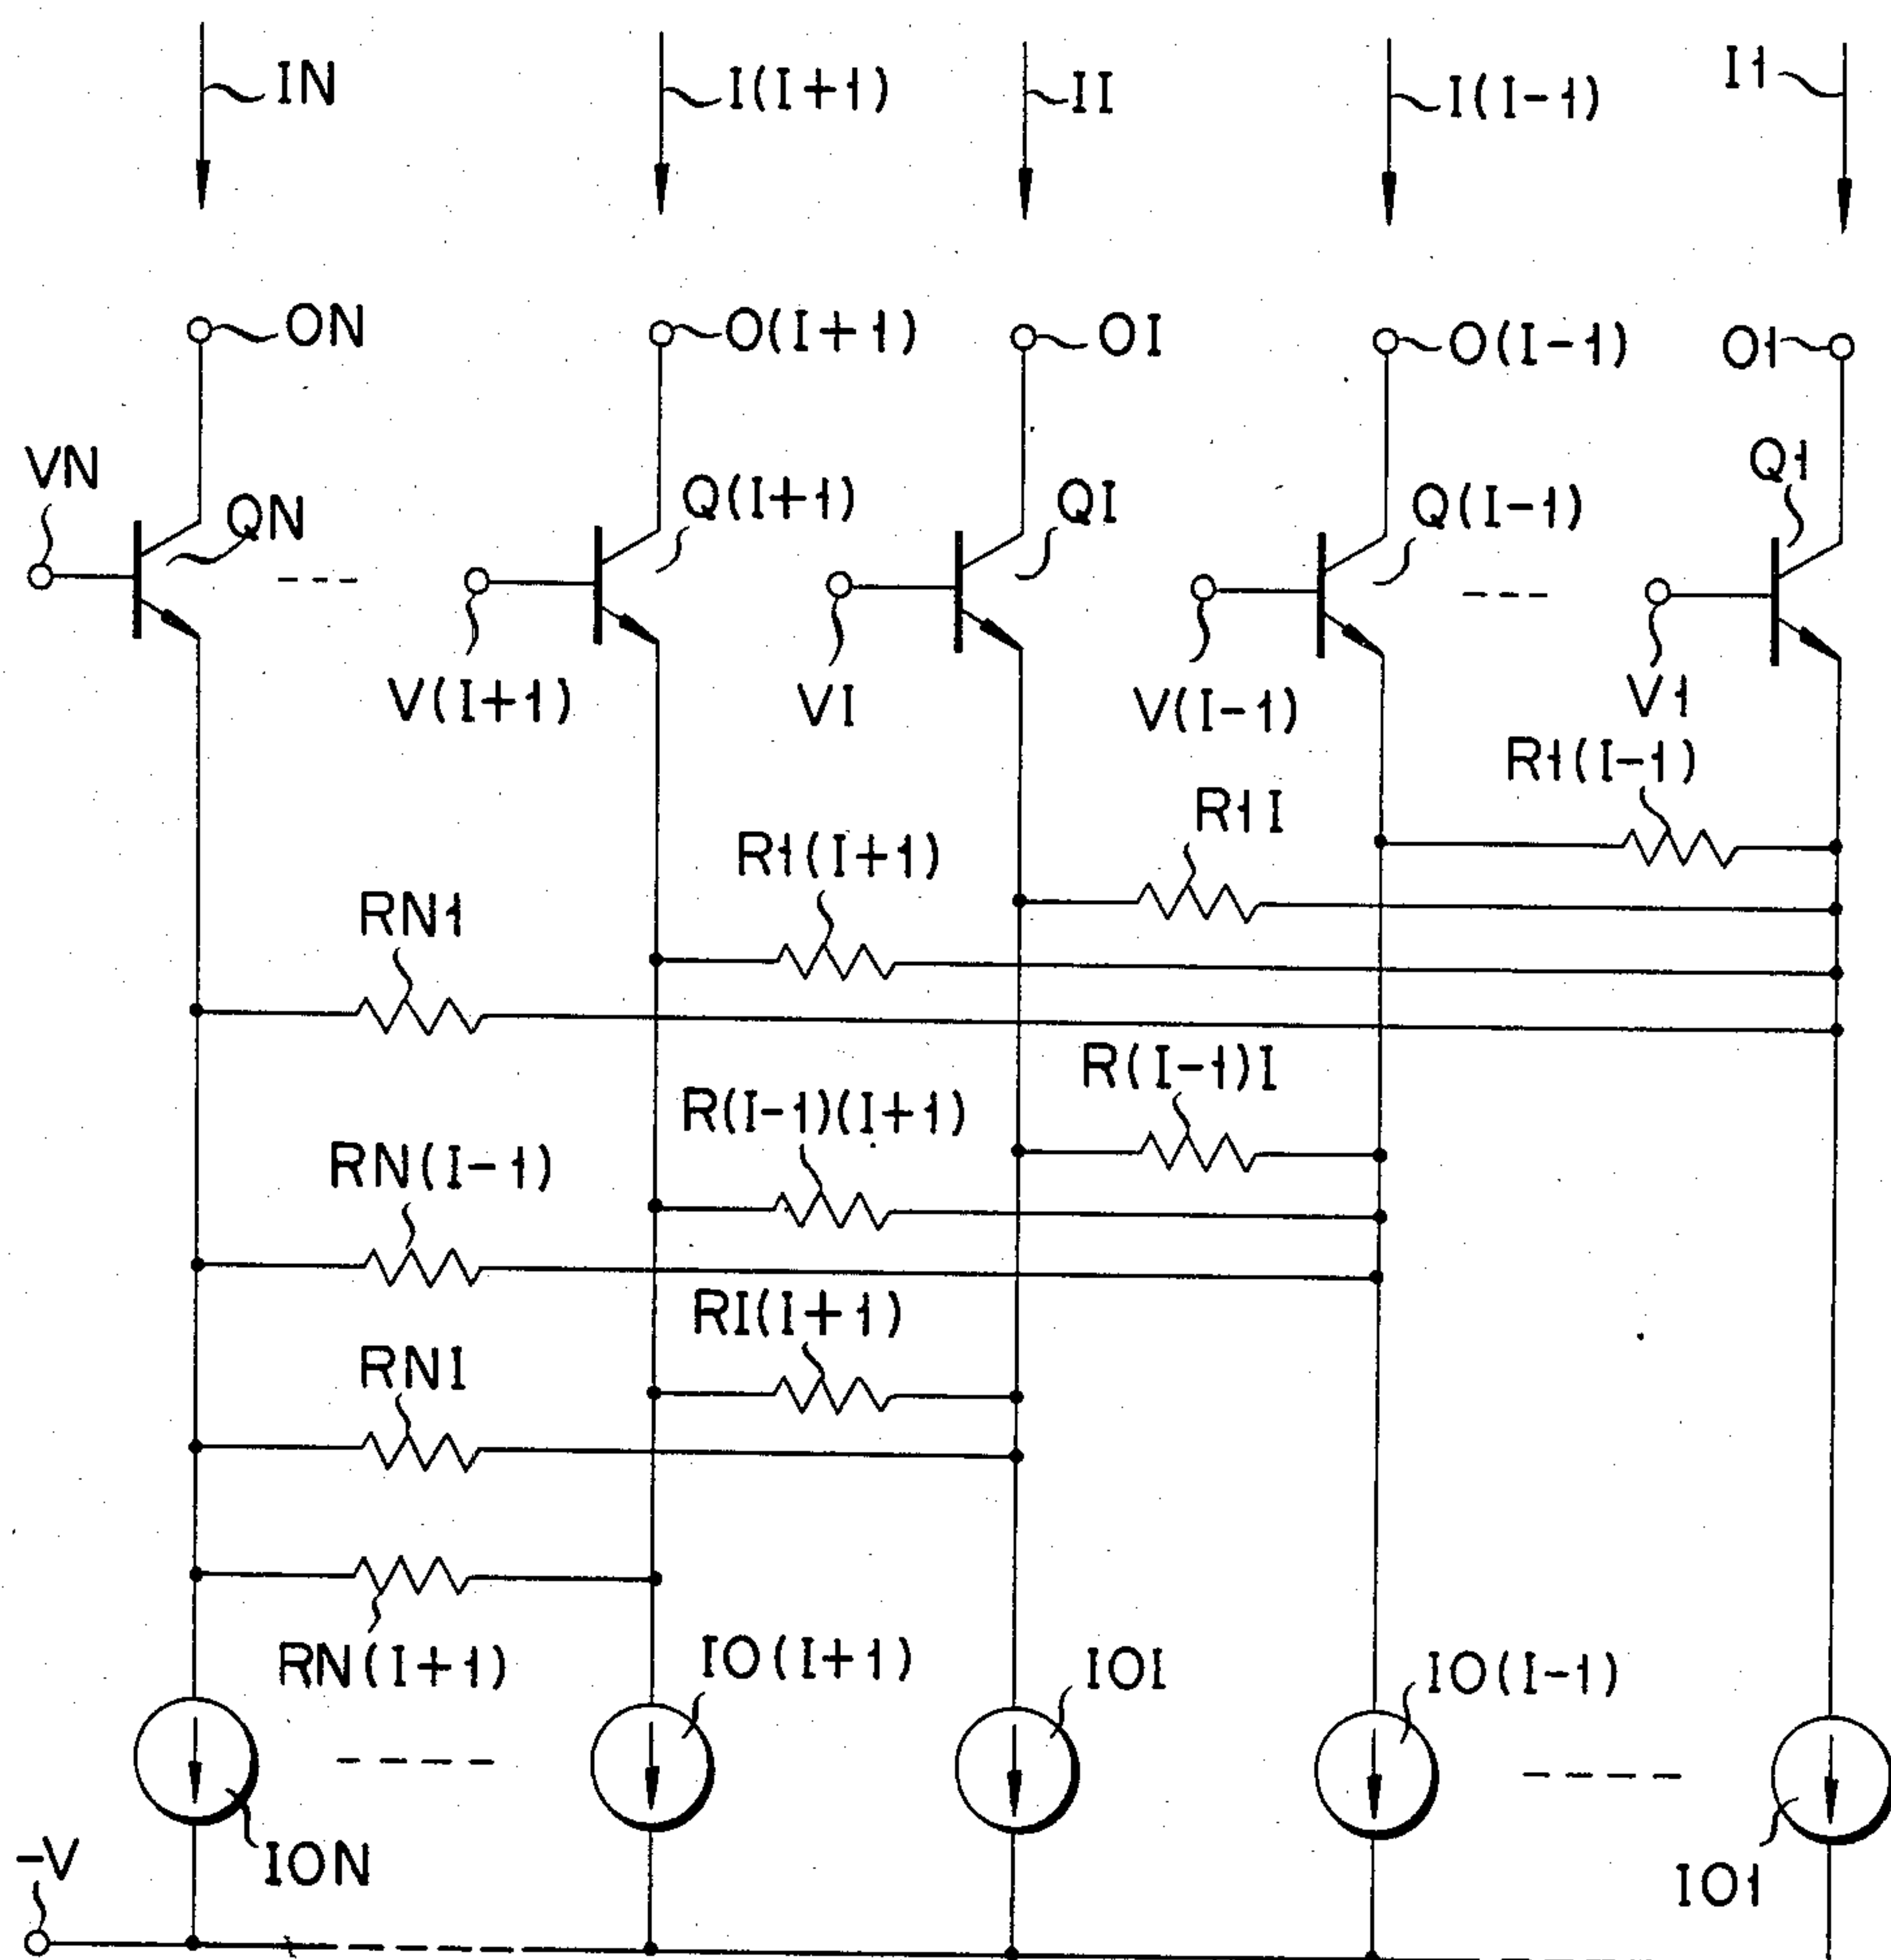 IN
I(I+1)
II
I(I-1)
I1
ON
O(I+1)
OI
O(I-1)
O1
VN
QN
Q(I+1)
QI
Q(I-1)
Q1
V(I+1)
VI
V(I-1)
V1
R1(I-1)
R1I
R1(I+1)
RN1
R(I-1)I
R(I-1)(I+1)
RN(I-1)
RI(I+1)
RNI
RN(I+1)
IO(I+1)
IOI
IO(I-1)
ION
IO1
-V